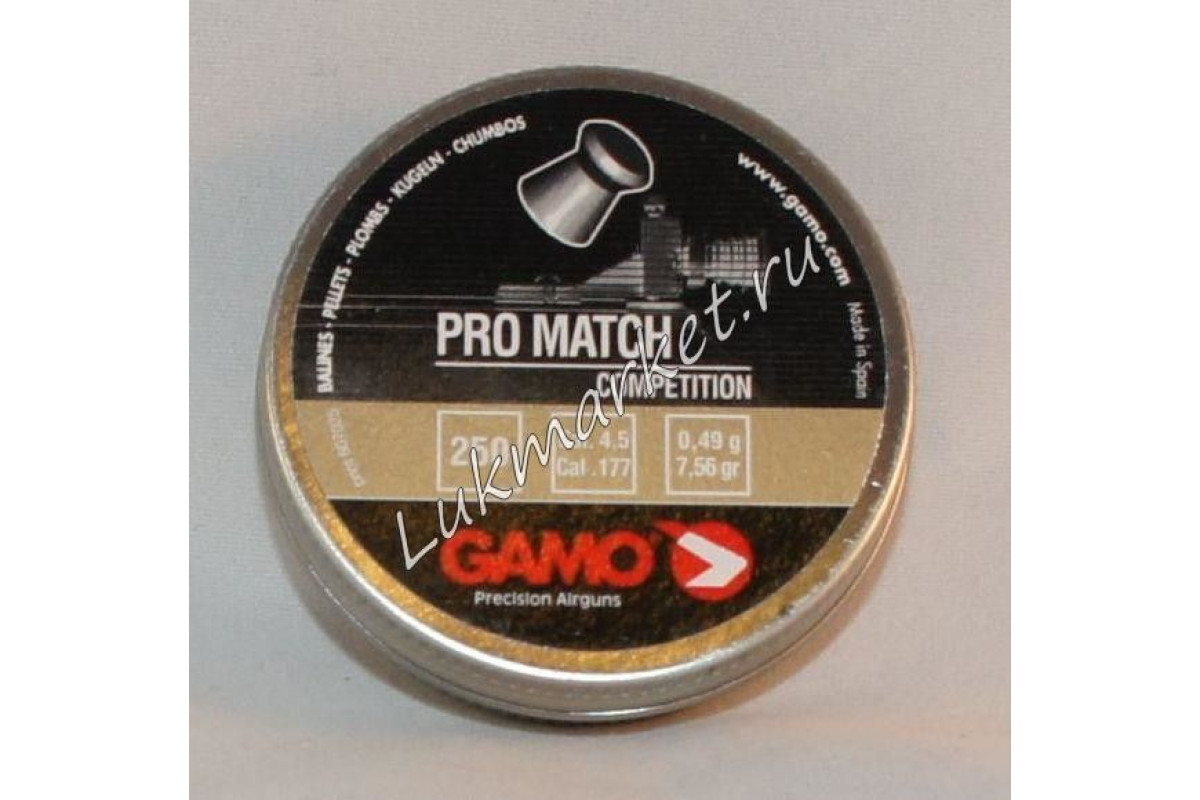 BALINES - PELLETS - PLOMBS - KUGELN - CHUMBOS
www.gamo.com
Made in Spain
PRO MATCH
COMPETITION
250
4,5
Cal .177
0,49 g
7,56 gr
GAMO
Precision Airguns
Lukmarket.ru